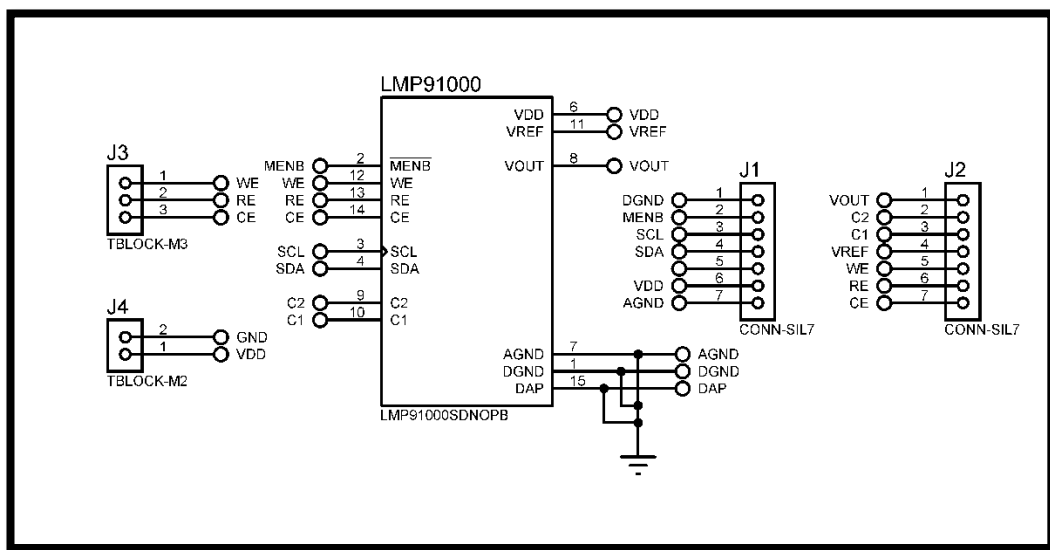 LMP91000
VDD 6 VDD
VREF 11 VREF
VOUT 8 VOUT
MENB 2 MENB
WE 12 WE
RE 13 RE
CE 14 CE
SCL 3 SCL
SDA 4 SDA
C2 9 C2
C1 10 C1
AGND 7 AGND
DGND 1 DGND
DAP 15 DAP
LMP91000SDNOPB
J3
1 WE
2 RE
3 CE
TBLOCK-M3
J4
2 GND
1 VDD
TBLOCK-M2
J1
DGND 1
MENB 2
SCL 3
SDA 4
5
VDD 6
AGND 7
CONN-SIL7
J2
VOUT 1
C2 2
C1 3
VREF 4
WE 5
RE 6
CE 7
CONN-SIL7